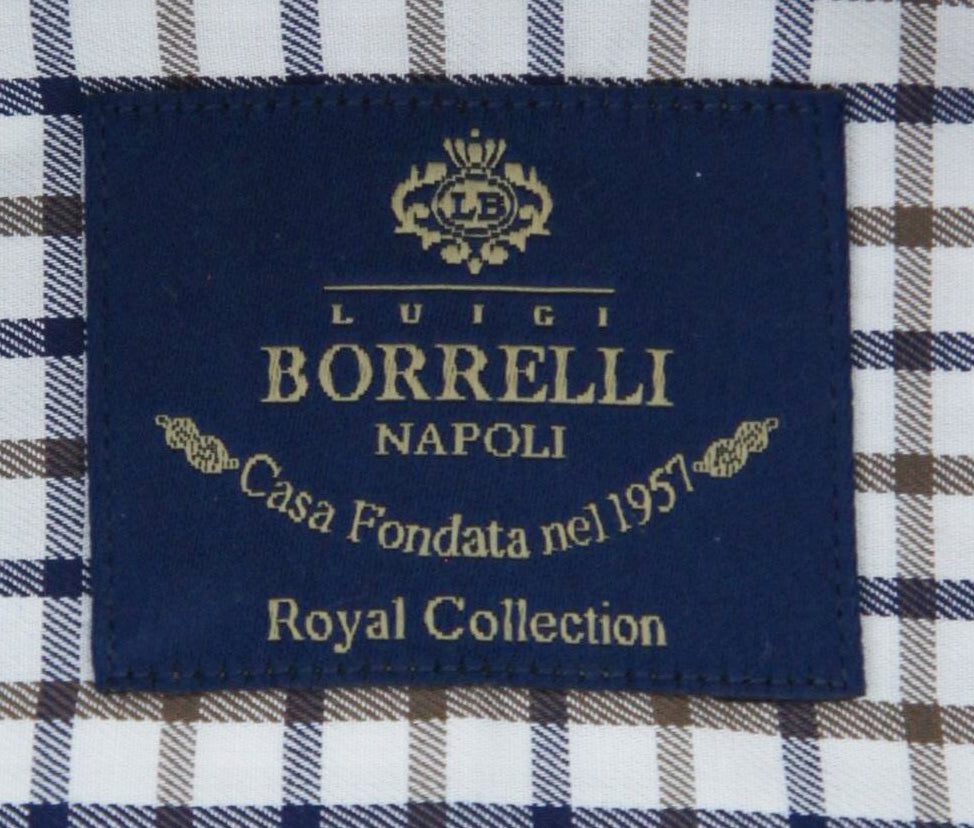 LB
LUIGI
BORRELLI
NAPOLI
Casa Fondata nel 1957
Royal Collection